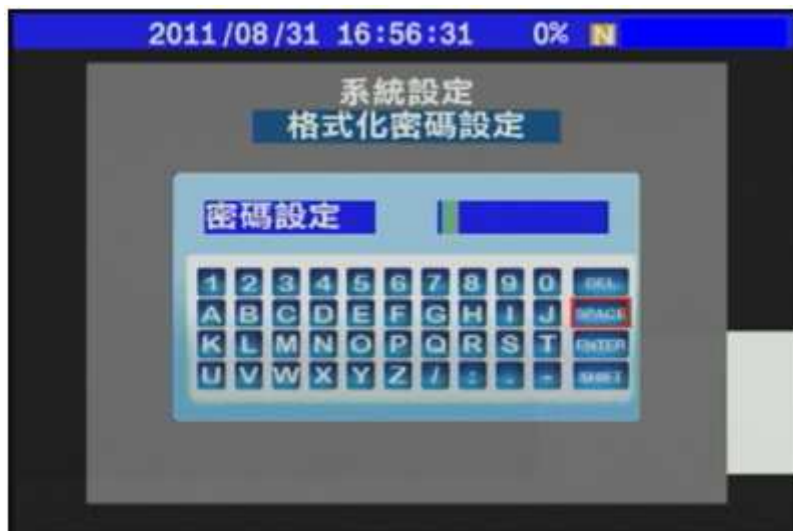 2011/08/31 16:56:31 0% N
系統設定
格式化密碼設定
密碼設定
1 2 3 4 5 6 7 8 9 0 DEL
A B C D E F G H I J SPACE
K L M N O P Q R S T ENTER
U V W X Y Z / : . - SHIFT